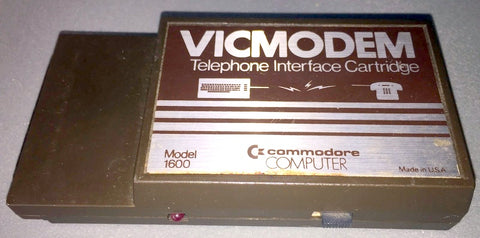 VICMODEM
Telephone Interface Cartridge
Model
1600
commodore
COMPUTER
Made in U.S.A.